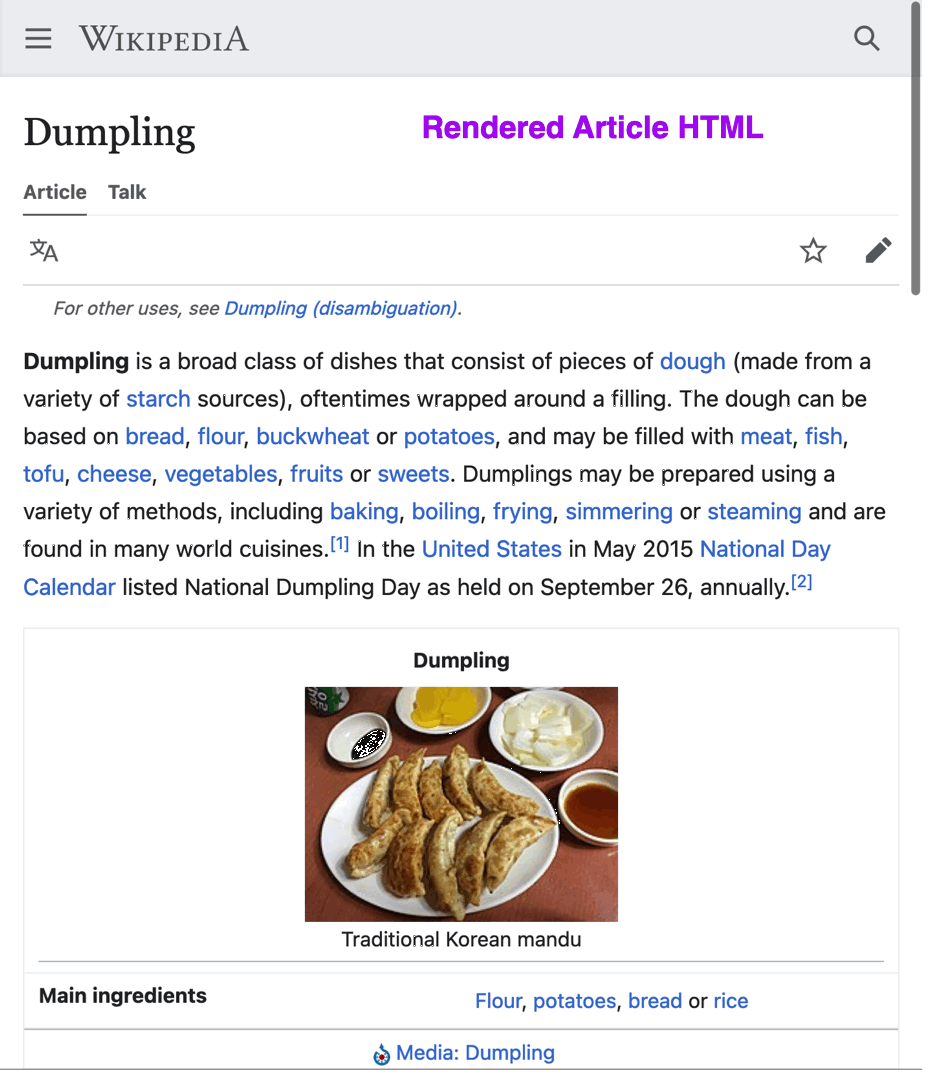 WIKIPEDIA
Dumpling
Rendered Article HTML
Article Talk
For other uses, see Dumpling (disambiguation).
Dumpling is a broad class of dishes that consist of pieces of dough (made from a
variety of starch sources), oftentimes wrapped around a filling. The dough can be
based on bread, flour, buckwheat or potatoes, and may be filled with meat, fish,
tofu, cheese, vegetables, fruits or sweets. Dumplings may be prepared using a
variety of methods, including baking, boiling, frying, simmering or steaming and are
found in many world cuisines.[1] In the United States in May 2015 National Day
Calendar listed National Dumpling Day as held on September 26, annually.[2]
Dumpling
Traditional Korean mandu
Main ingredients
Flour, potatoes, bread or rice
Media: Dumpling